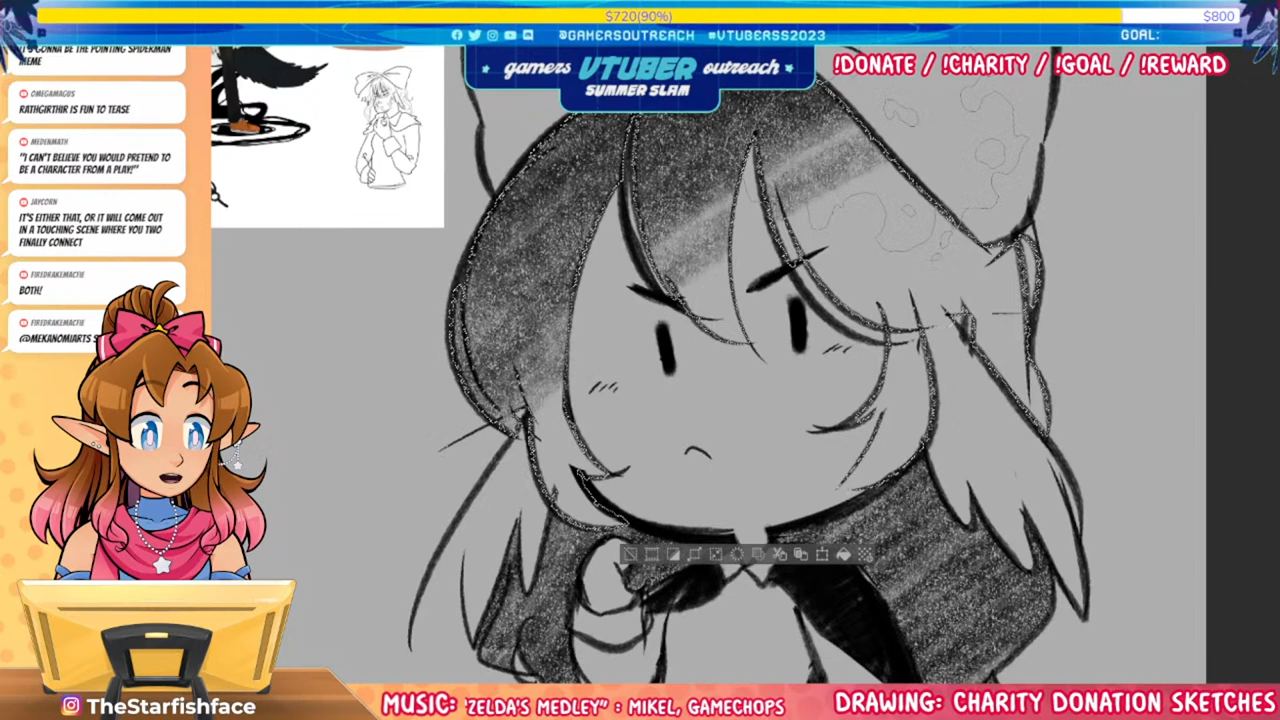 $720(90%)
$800
@GAMERSOUTREACH
#VTUBERSS2023
GOAL:
gamers VTUBER outreach
SUMMER SLAM
!DONATE / !CHARITY / !GOAL / !REWARD
IT'S GONNA BE THE POINTING SPIDERMAN
MEME
OMEGAMAGUS
RATHGIRTHIR IS FUN TO TEASE
MEDENMATH
"I CAN'T BELIEVE YOU WOULD PRETEND TO
BE A CHARACTER FROM A PLAY!"
JAYCORN
IT'S EITHER THAT, OR IT WILL COME OUT
IN A TOUCHING SCENE WHERE YOU TWO
FINALLY CONNECT
FIREDRAKEMACFIE
BOTH!
FIREDRAKEMACFIE
@MEKANOMIARTS
TheStarfishface
MUSIC: "ZELDA'S MEDLEY" : MIKEL, GAMECHOPS
DRAWING: CHARITY DONATION SKETCHES